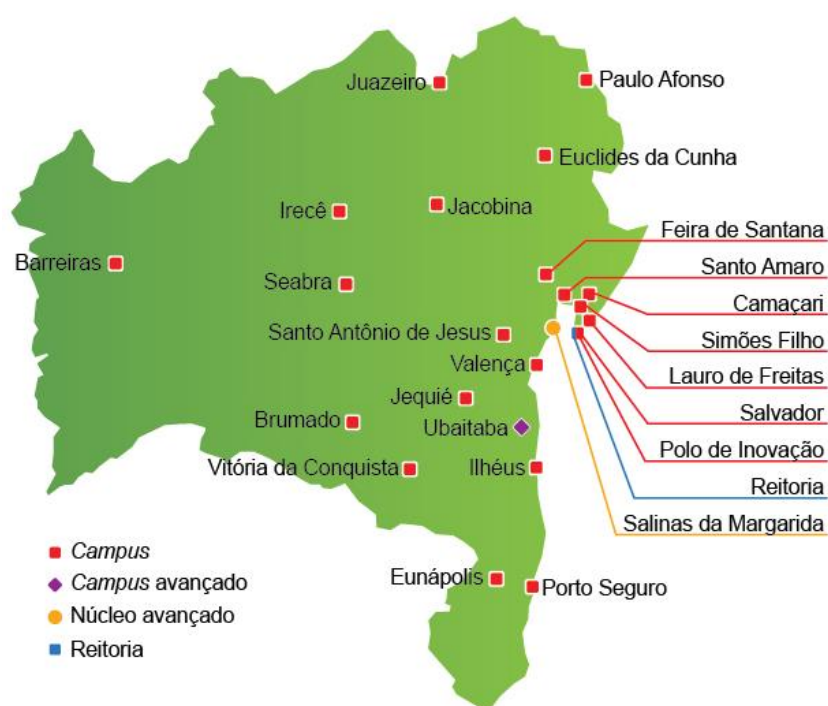 Juazeiro
Paulo Afonso
Euclides da Cunha
Irecê
Jacobina
Feira de Santana
Barreiras
Santo Amaro
Seabra
Camaçari
Santo Antônio de Jesus
Simões Filho
Valença
Lauro de Freitas
Jequié
Salvador
Brumado
Ubaitaba
Polo de Inovação
Vitória da Conquista
Ilhéus
Reitoria
Salinas da Margarida
Campus
Campus avançado
Núcleo avançado
Reitoria
Eunápolis
Porto Seguro